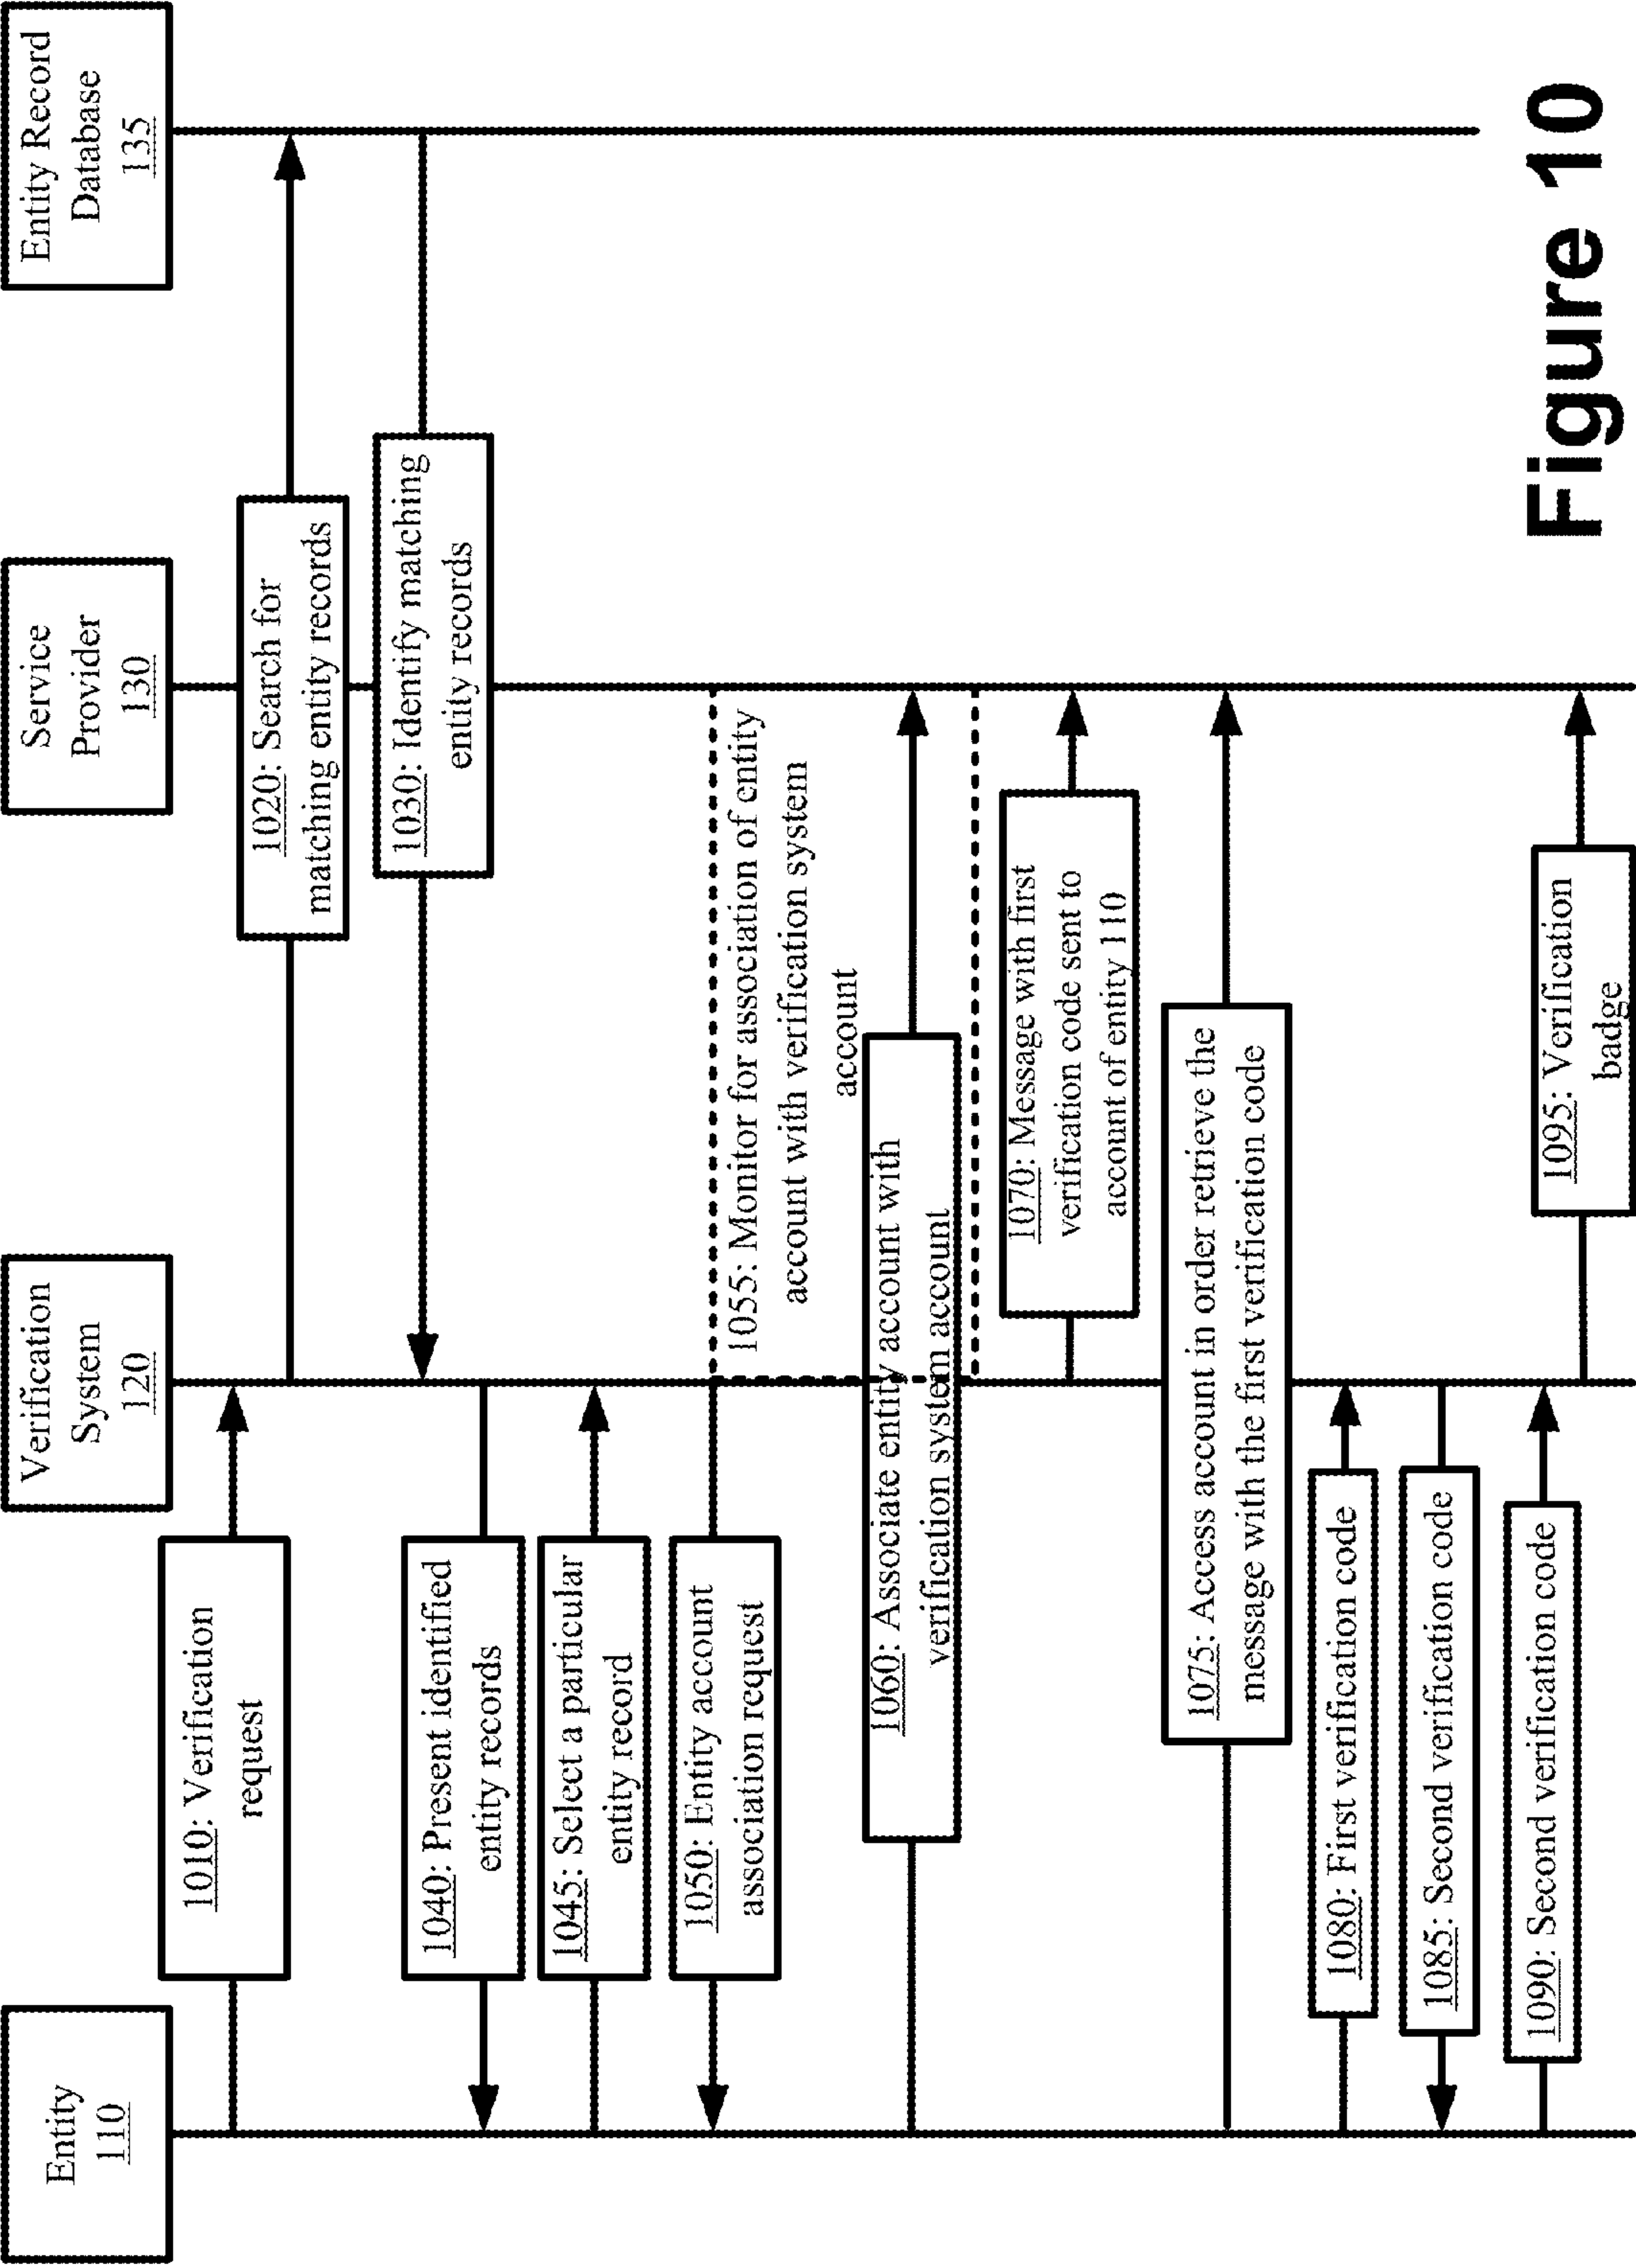 Entity
110
Verification
System
120
Service
Provider
130
Entity Record
Database
135
1010: Verification
request
1020: Search for
matching entity records
1030: Identify matching
entity records
1040: Present identified
entity records
1045: Select a particular
entity record
1050: Entity account
association request
1055: Monitor for association of entity
account with verification system
account
1060: Associate entity account with
verification system account
1070: Message with first
verification code sent to
account of entity 110
1075: Access account in order retrieve the
message with the first verification code
1080: First verification code
1085: Second verification code
1090: Second verification code
1095: Verification
badge
Figure 10